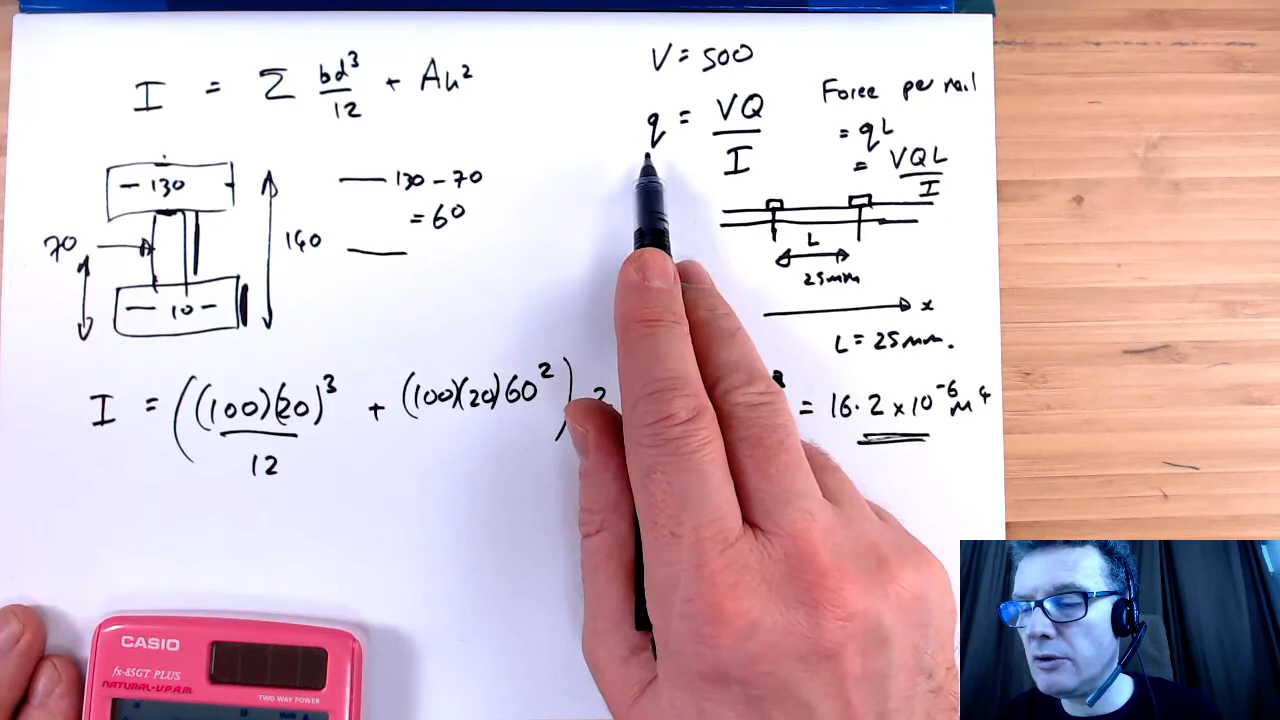 I = Σ bd³/12 + Ah²
130
70
10
140
130 - 70
= 60
I = ((100)(20)³/12 + (100)(20)60²) 2
= 16.2 x 10⁻⁶ m⁴
V = 500
q = VQ/I
Force per nail
= qL
= VQL/I
L
25mm
x
L = 25mm.
CASIO
fx-85GT PLUS
NATURAL-V.P.A.M.
TWO WAY POWER